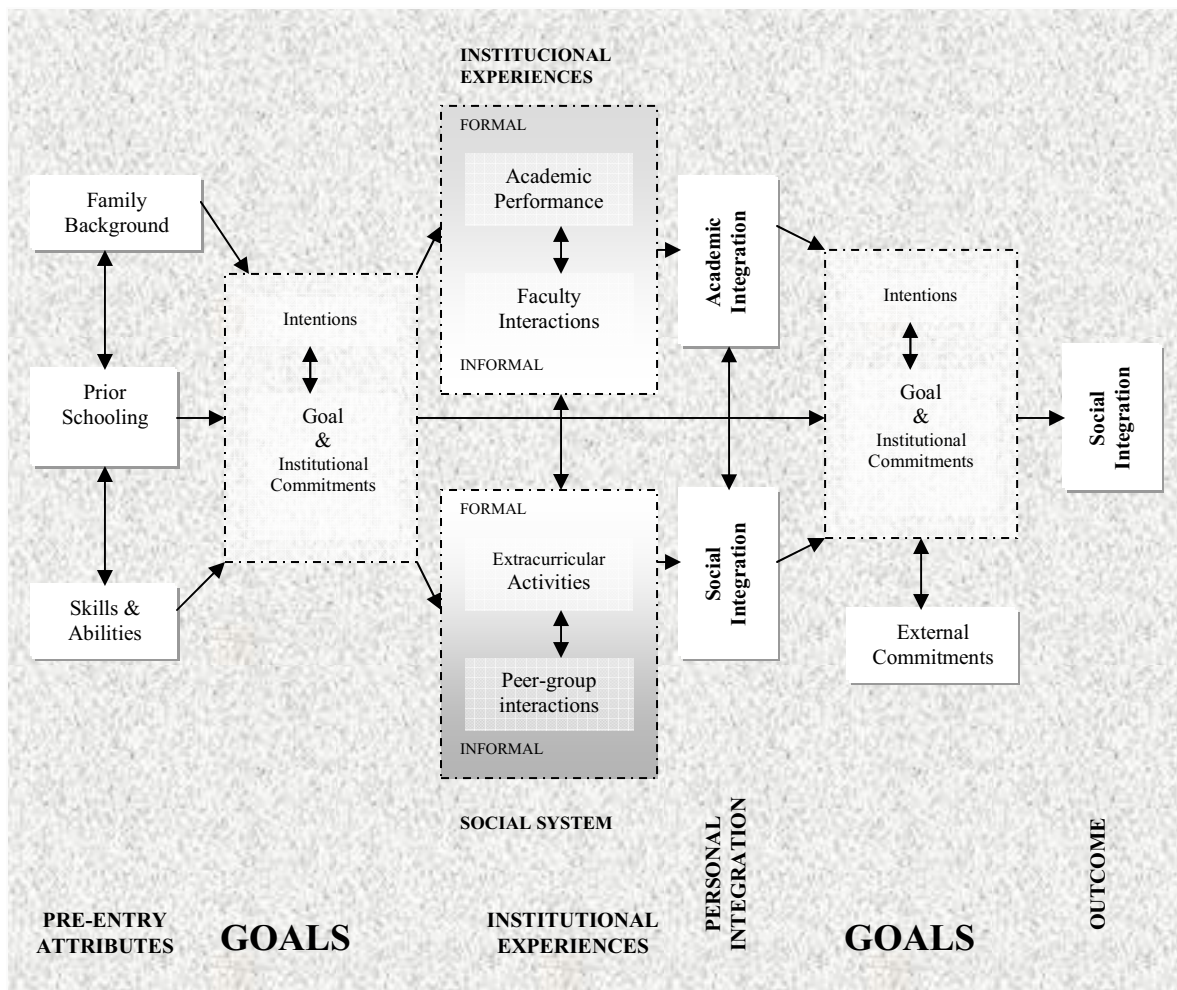 INSTITUCIONAL
EXPERIENCES
FORMAL
Academic
Performance
Faculty
Interactions
INFORMAL
Family
Background
Prior
Schooling
Skills &
Abilities
Intentions
Goal
&
Institutional
Commitments
FORMAL
Extracurricular
Activities
Peer-group
interactions
INFORMAL
SOCIAL SYSTEM
Academic
Integration
Social
Integration
Intentions
Goal
&
Institutional
Commitments
External
Commitments
Social
Integration
PRE-ENTRY
ATTRIBUTES
GOALS
INSTITUTIONAL
EXPERIENCES
PERSONAL
INTEGRATION
GOALS
OUTCOME